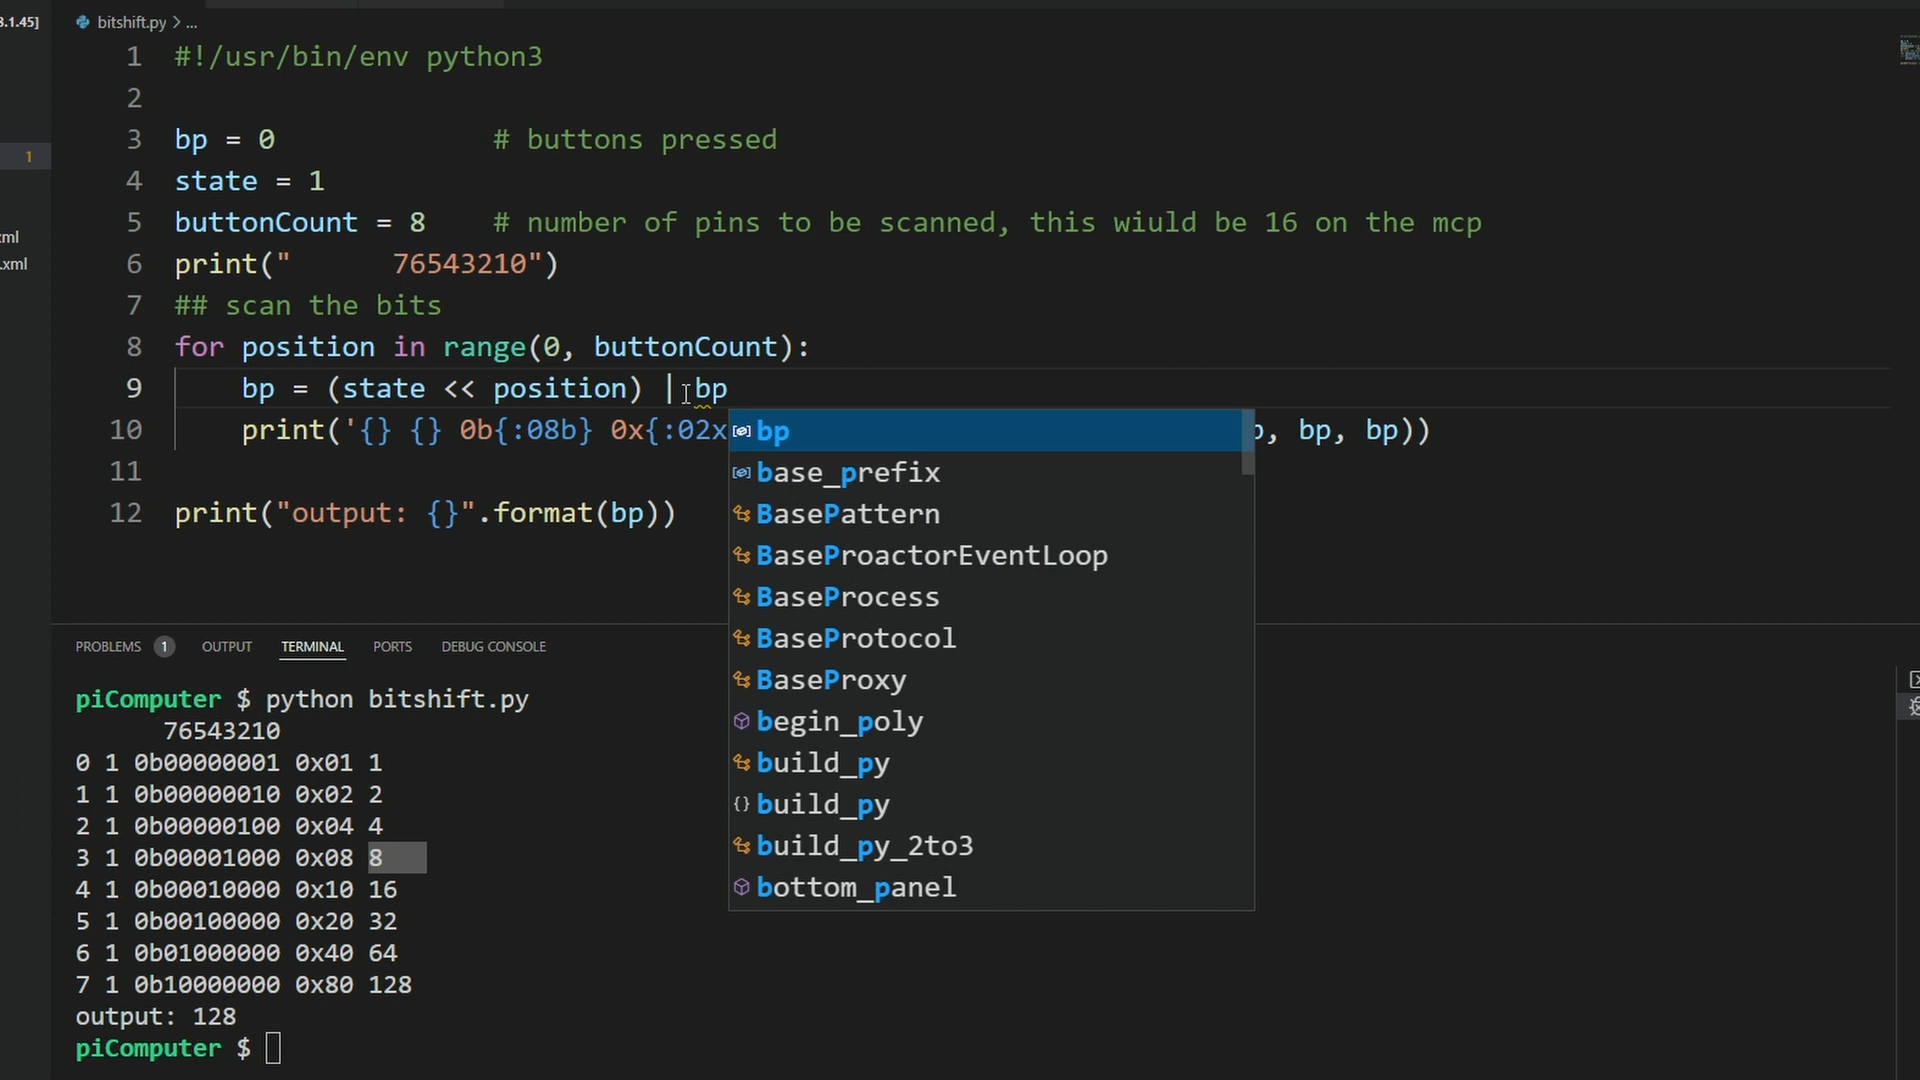 3.1.45]
bitshift.py > ...
1 #!/usr/bin/env python3
2
3 bp = 0 # buttons pressed
1
4 state = 1
5 buttonCount = 8 # number of pins to be scanned, this wiuld be 16 on the mcp
ml
6 print("      76543210")
.xml
7 ## scan the bits
8 for position in range(0, buttonCount):
9 bp = (state << position) | bp
10 print('{} {} 0b{:08b} 0x{:02x , bp, bp))
11
12 print("output: {}".format(bp))
bp
base_prefix
BasePattern
BaseProactorEventLoop
BaseProcess
BaseProtocol
BaseProxy
begin_poly
build_py
build_py
build_py_2to3
bottom_panel
PROBLEMS 1 OUTPUT TERMINAL PORTS DEBUG CONSOLE
piComputer $ python bitshift.py
76543210
0 1 0b00000001 0x01 1
1 1 0b00000010 0x02 2
2 1 0b00000100 0x04 4
3 1 0b00001000 0x08 8
4 1 0b00010000 0x10 16
5 1 0b00100000 0x20 32
6 1 0b01000000 0x40 64
7 1 0b10000000 0x80 128
output: 128
piComputer $